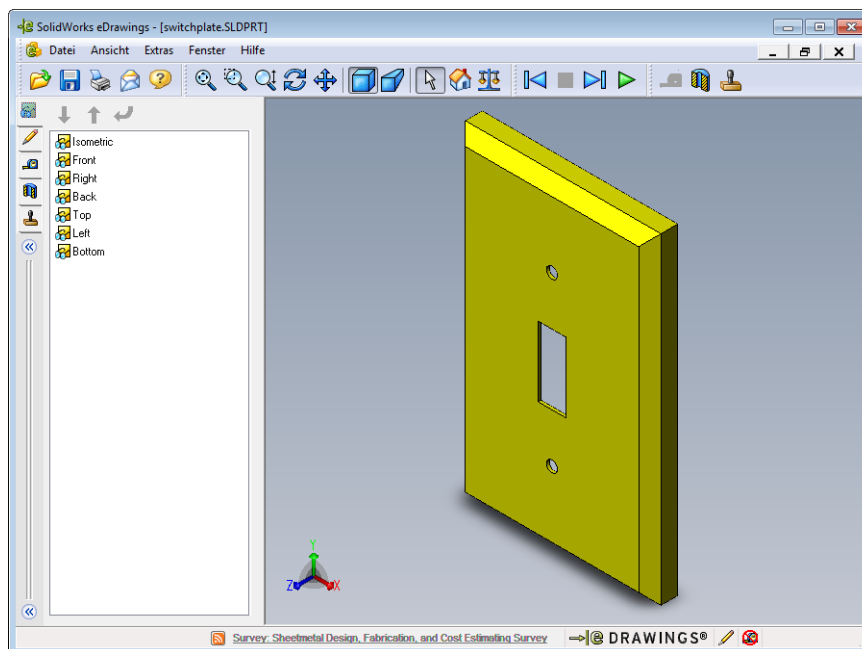 SolidWorks eDrawings - [switchplate.SLDPRT]
Datei Ansicht Extras Fenster Hilfe
Isometric
Front
Right
Back
Top
Left
Bottom
Y
Z X
Survey: Sheetmetal Design, Fabrication, and Cost Estimating Survey
e DRAWINGS®